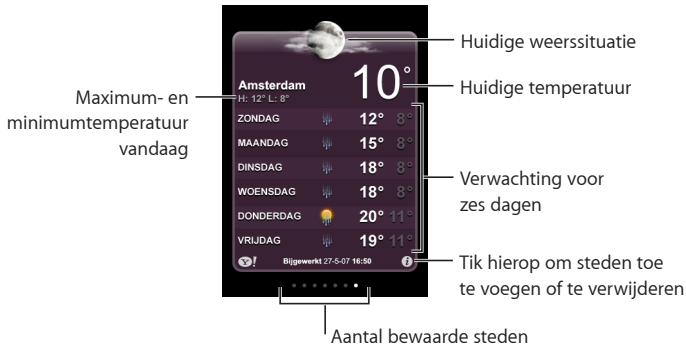 Huidige weerssituatie
10°
Huidige temperatuur
Amsterdam
H: 12° L: 8°
Maximum- en
minimumtemperatuur
vandaag
ZONDAG 12° 8°
MAANDAG 15° 8°
DINSDAG 18° 8°
WOENSDAG 18° 8°
DONDERDAG 20° 11°
VRIJDAG 19° 11°
Verwachting voor
zes dagen
Y! Bijgewerkt 27-5-07 16:50 i
Tik hierop om steden toe
te voegen of te verwijderen
Aantal bewaarde steden